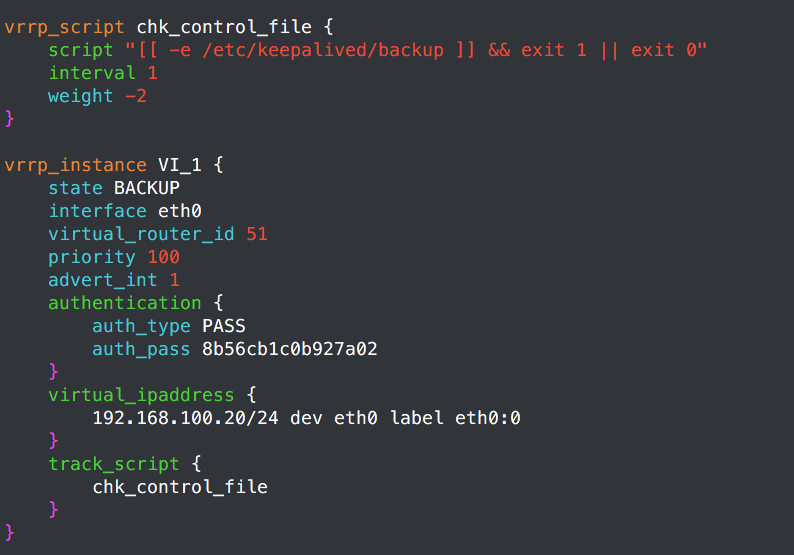 vrrp_script chk_control_file {
    script "[[ -e /etc/keepalived/backup ]] && exit 1 || exit 0"
    interval 1
    weight -2
}

vrrp_instance VI_1 {
    state BACKUP
    interface eth0
    virtual_router_id 51
    priority 100
    advert_int 1
    authentication {
        auth_type PASS
        auth_pass 8b56cb1c0b927a02
    }
    virtual_ipaddress {
        192.168.100.20/24 dev eth0 label eth0:0
    }
    track_script {
        chk_control_file
    }
}